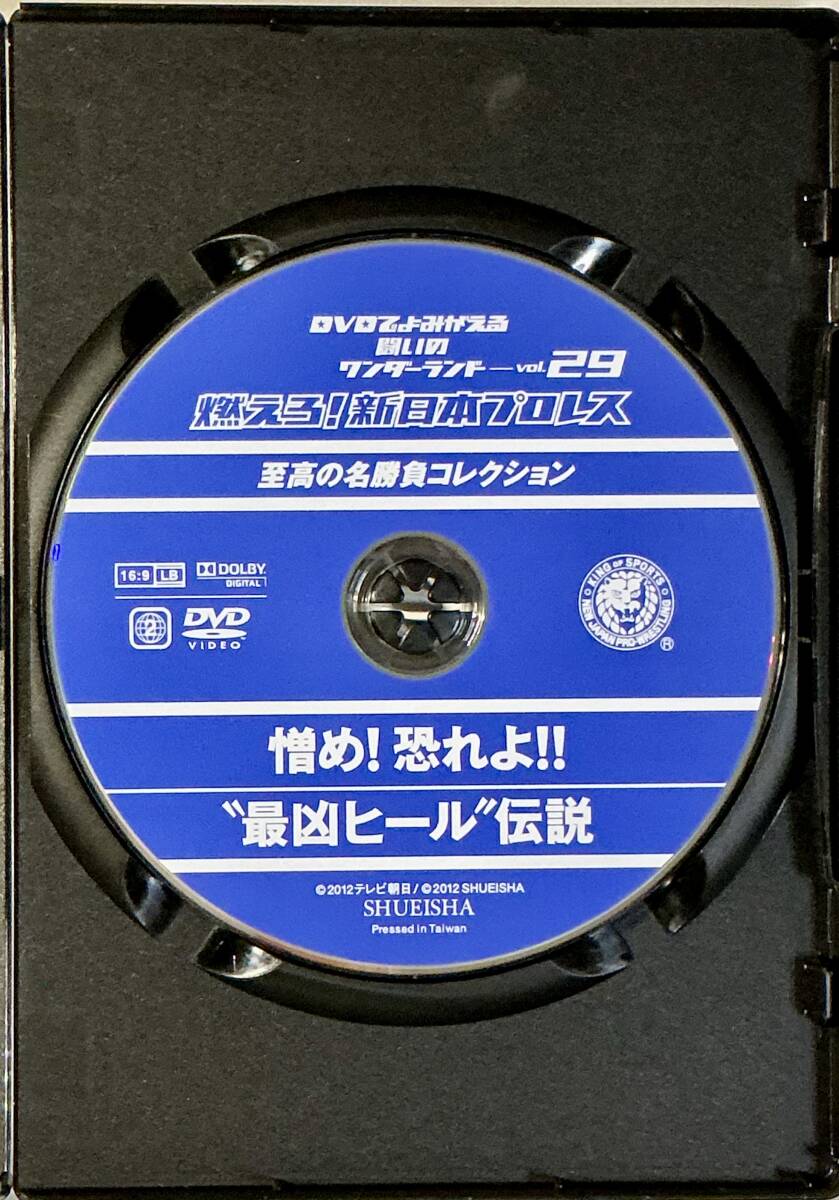 DVDでよみがえる
闘いの
ワンダーランド—vol.29
燃えろ!新日本プロレス
至高の名勝負コレクション
16:9 LB
DOLBY
DIGITAL
2
DVD
VIDEO
KING OF SPORTS
NEW JAPAN PRO-WRESTLING
®
憎め!恐れよ!!
〝最凶ヒール〟伝説
©2012テレビ朝日/©2012 SHUEISHA
SHUEISHA
Pressed in Taiwan